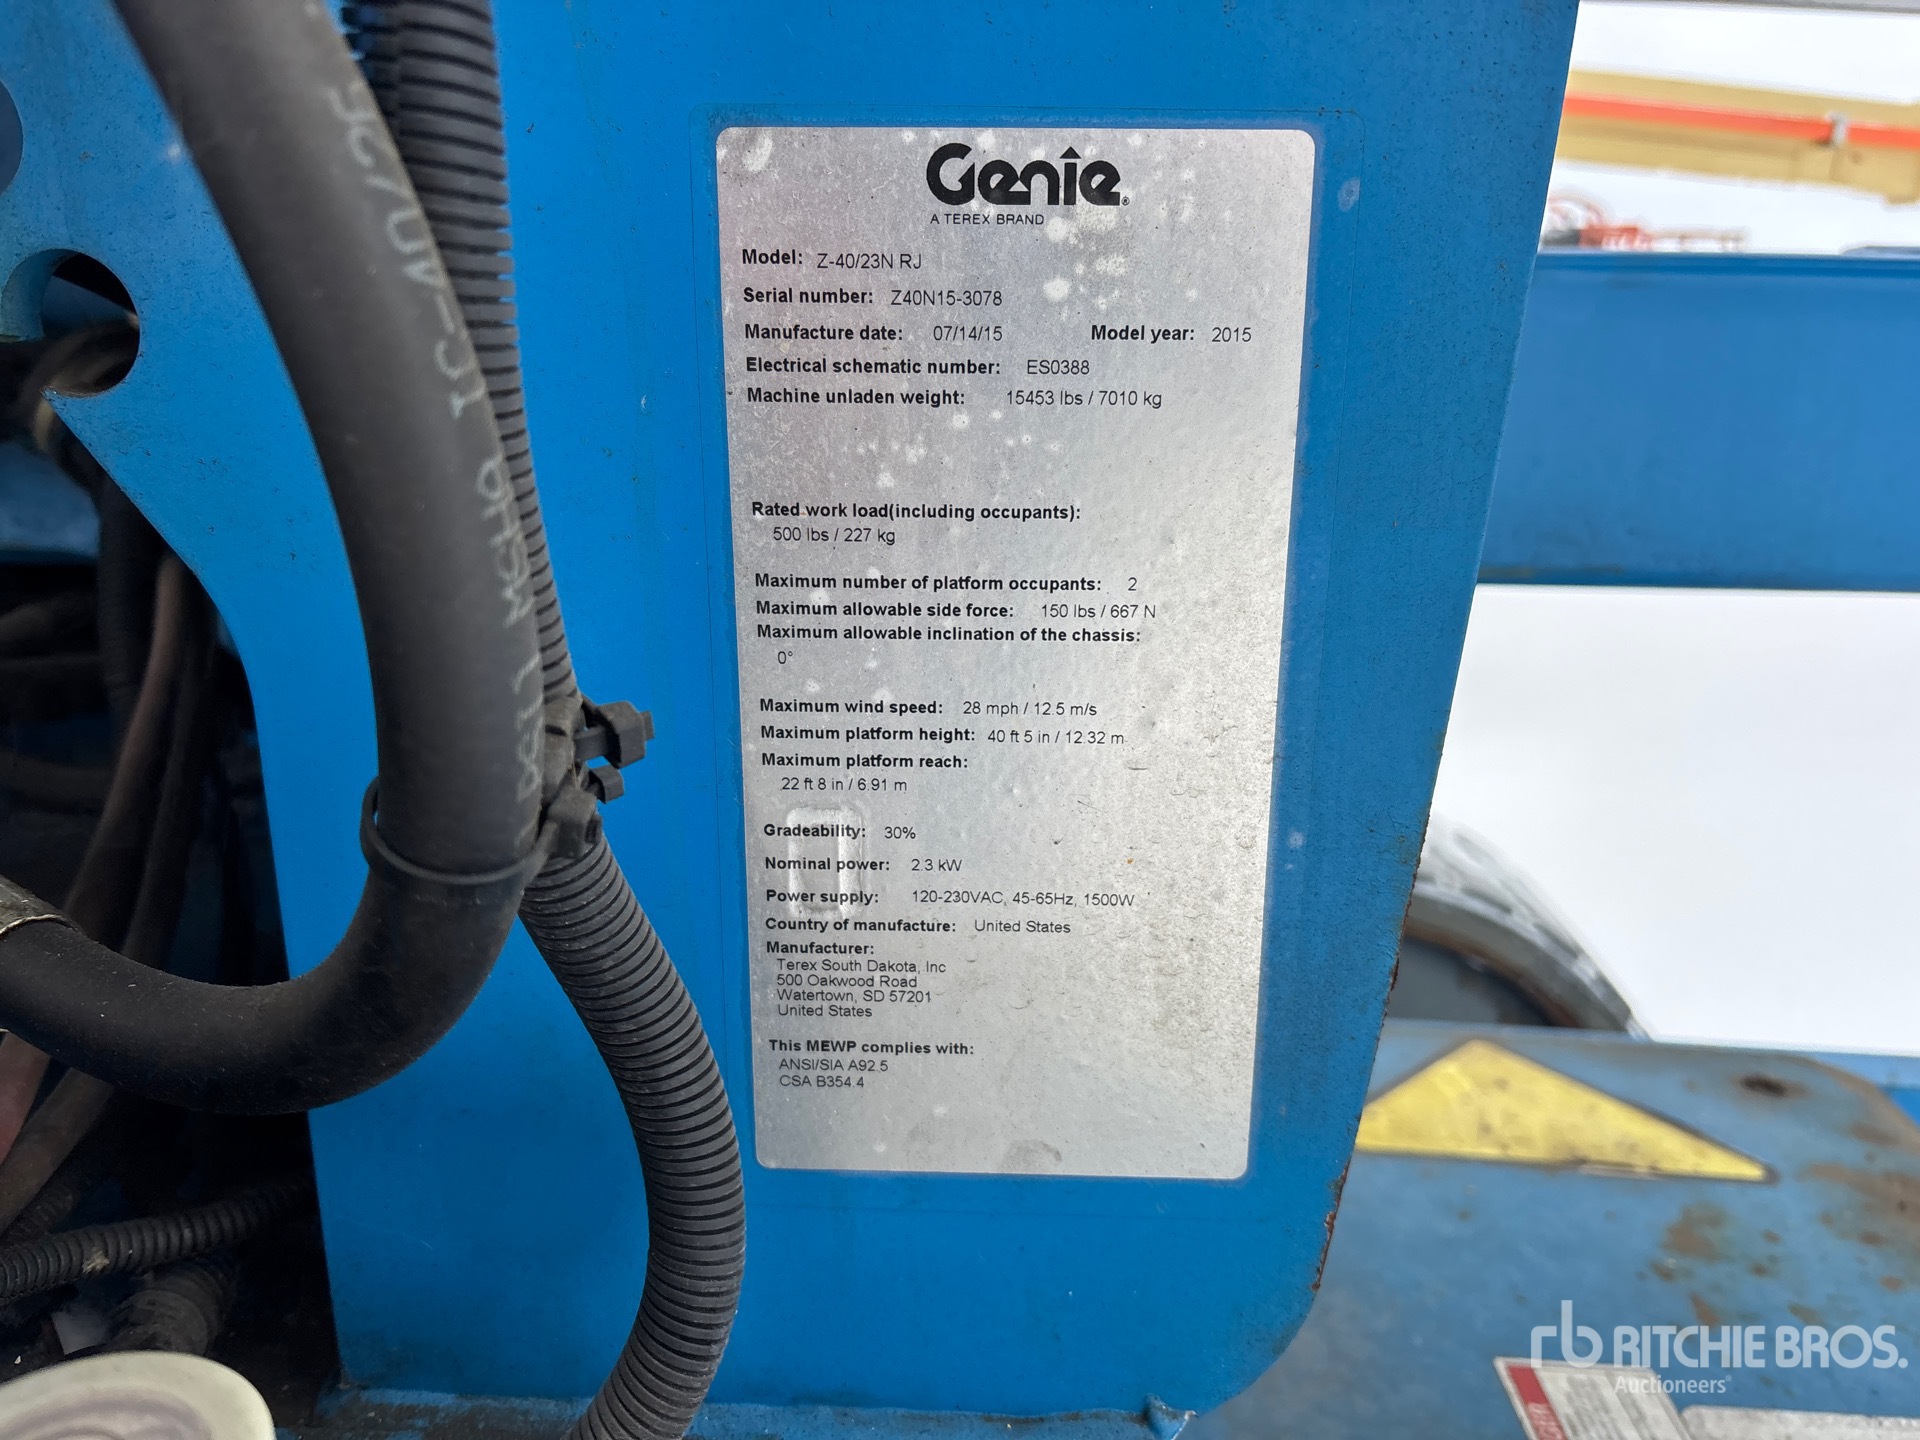 Genie®
A TEREX BRAND
Model: Z-40/23N RJ
Serial number: Z40N15-3078
Manufacture date: 07/14/15 Model year: 2015
Electrical schematic number: ES0388
Machine unladen weight: 15453 lbs / 7010 kg
Rated work load(including occupants):
500 lbs / 227 kg
Maximum number of platform occupants: 2
Maximum allowable side force: 150 lbs / 667 N
Maximum allowable inclination of the chassis:
0°
Maximum wind speed: 28 mph / 12.5 m/s
Maximum platform height: 40 ft 5 in / 12.32 m
Maximum platform reach:
22 ft 8 in / 6.91 m
Gradeability: 30%
Nominal power: 2.3 kW
Power supply: 120-230VAC, 45-65Hz, 1500W
Country of manufacture: United States
Manufacturer:
Terex South Dakota, Inc
500 Oakwood Road
Watertown, SD 57201
United States
This MEWP complies with:
ANSI/SIA A92.5
CSA B354.4
rb RITCHIE BROS.
Auctioneers